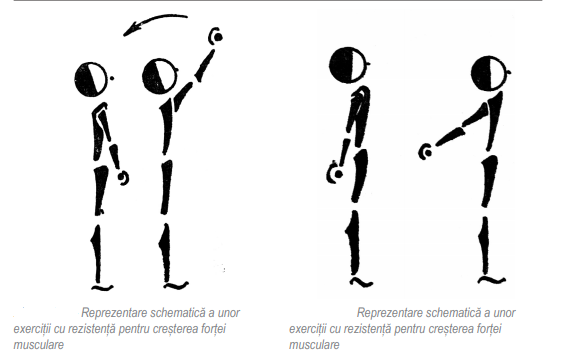 Reprezentare schematică a unor
exerciții cu rezistență pentru creșterea forței
musculare
Reprezentare schematică a unor
exerciții cu rezistență pentru creșterea forței
musculare